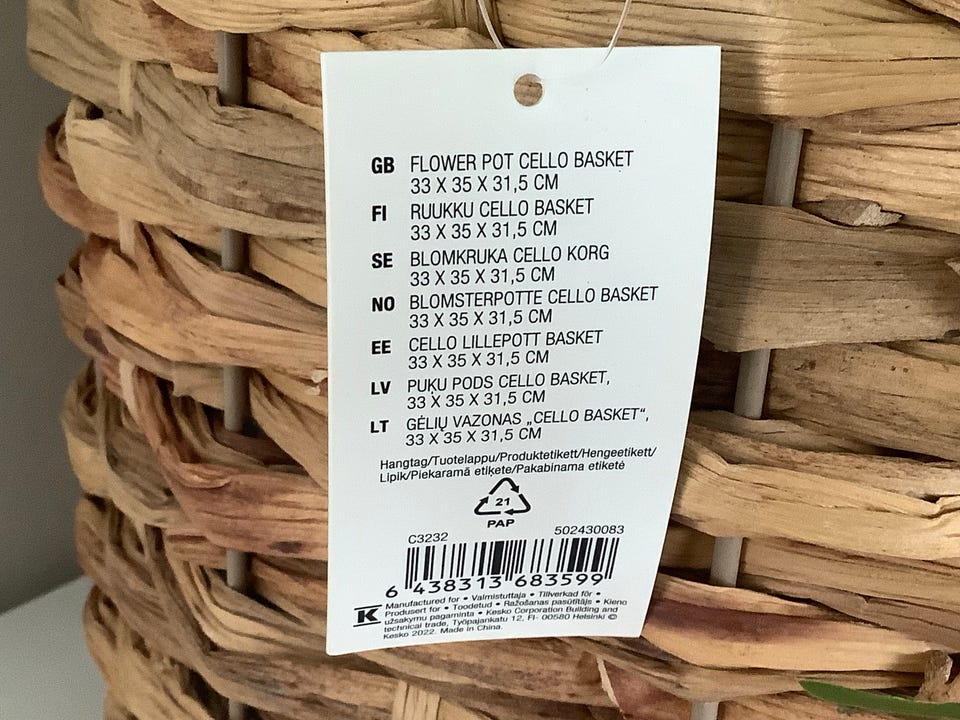 GB FLOWER POT CELLO BASKET
33 X 35 X 31,5 CM
FI RUUKKU CELLO BASKET
33 X 35 X 31,5 CM
SE BLOMKRUKA CELLO KORG
33 X 35 X 31,5 CM
NO BLOMSTERPOTTE CELLO BASKET
33 X 35 X 31,5 CM
EE CELLO LILLEPOTT BASKET
33 X 35 X 31,5 CM
LV PUĶU PODS CELLO BASKET,
33 X 35 X 31,5 CM
LT GĖLIŲ VAZONAS „CELLO BASKET“,
33 X 35 X 31,5 CM
Hangtag/Tuotelappu/Produktetikett/Hengeetikett/
Lipik/Piekaramā etiķete/Pakabinama etiketė
21
PAP
C3232 502430083
6 438313 683599
K Manufactured for • Valmistuttaja • Tillverkad för •
Produsert for • Toodetud • Ražošanas pasūtītājs • Kieno
užsakymu pagaminta • Kesko Corporation Building and
technical trade, Työpajankatu 12, FI- 00580 Helsinki ©
Kesko 2022. Made in China.